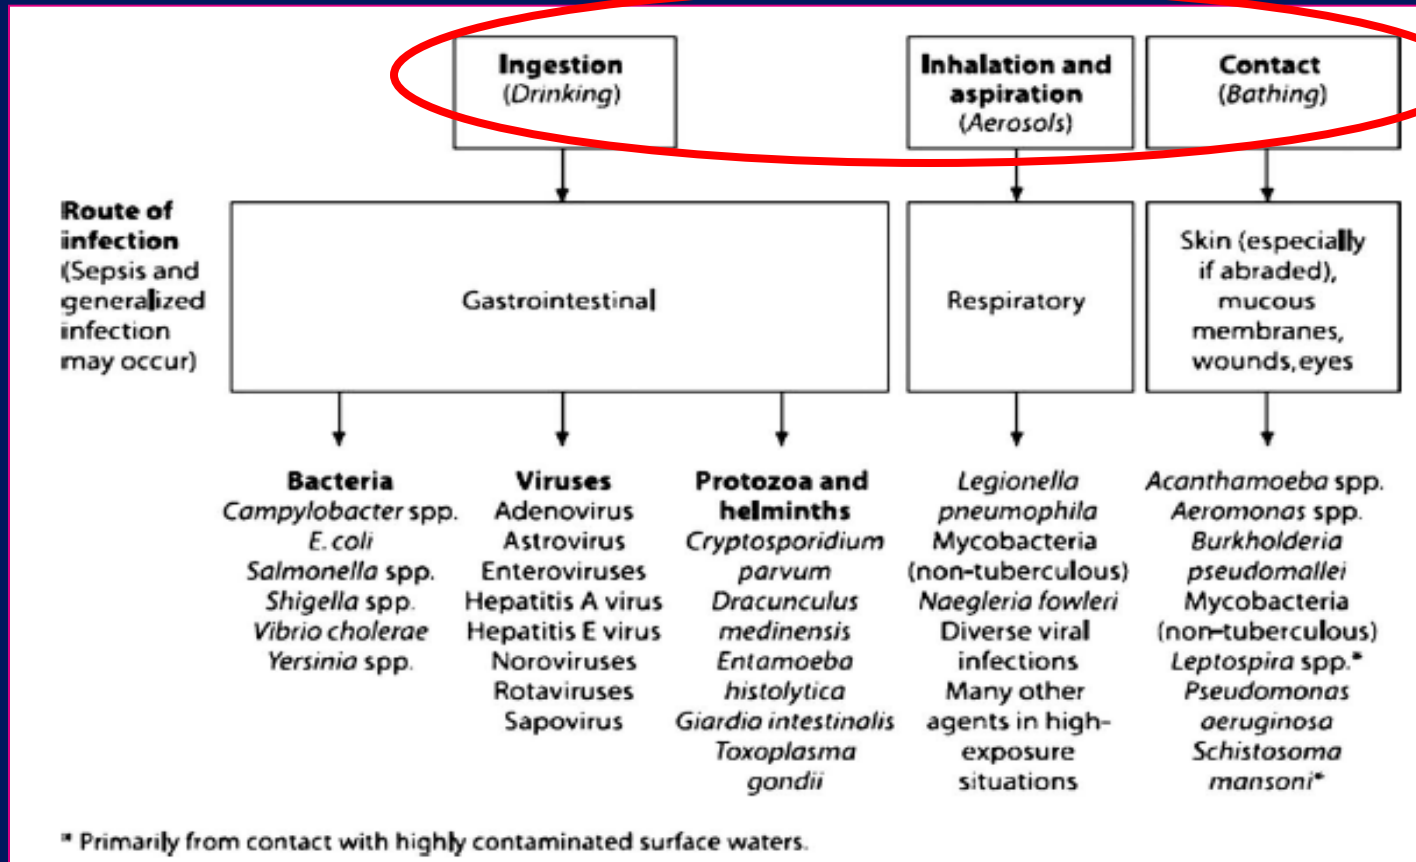 Ingestion
(Drinking)
Inhalation and
aspiration
(Aerosols)
Contact
(Bathing)
Route of
infection
(Sepsis and
generalized
infection
may occur)
Gastrointestinal
Respiratory
Skin (especially
if abraded),
mucous
membranes,
wounds, eyes
Bacteria
Campylobacter spp.
E. coli
Salmonella spp.
Shigella spp.
Vibrio cholerae
Yersinia spp.
Viruses
Adenovirus
Astrovirus
Enteroviruses
Hepatitis A virus
Hepatitis E virus
Noroviruses
Rotaviruses
Sapovirus
Protozoa and
helminths
Cryptosporidium
parvum
Dracunculus
medinensis
Entamoeba
histolytica
Giardia intestinalis
Toxoplasma
gondii
Legionella
pneumophila
Mycobacteria
(non-tuberculous)
Naegleria fowleri
Diverse viral
infections
Many other
agents in high-
exposure
situations
Acanthamoeba spp.
Aeromonas spp.
Burkholderia
pseudomallei
Mycobacteria
(non-tuberculous)
Leptospira spp.*
Pseudomonas
aeruginosa
Schistosoma
mansoni*
* Primarily from contact with highly contaminated surface waters.